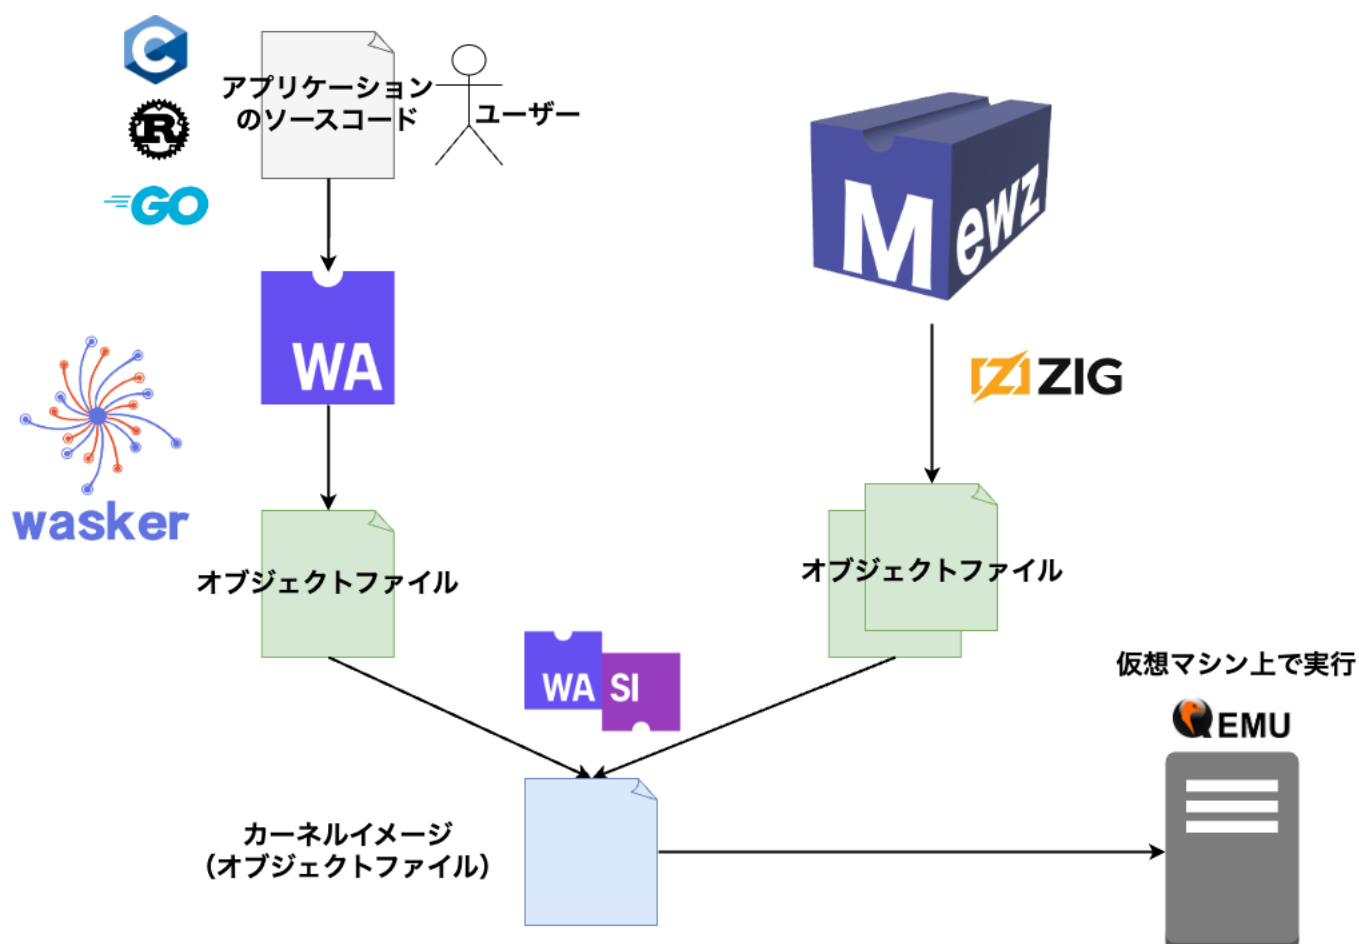 C
アプリケーション
のソースコード
ユーザー
R
GO
Mewz
WA
ZIG
wasker
オブジェクトファイル
オブジェクトファイル
WA SI
仮想マシン上で実行
QEMU
カーネルイメージ
（オブジェクトファイル）